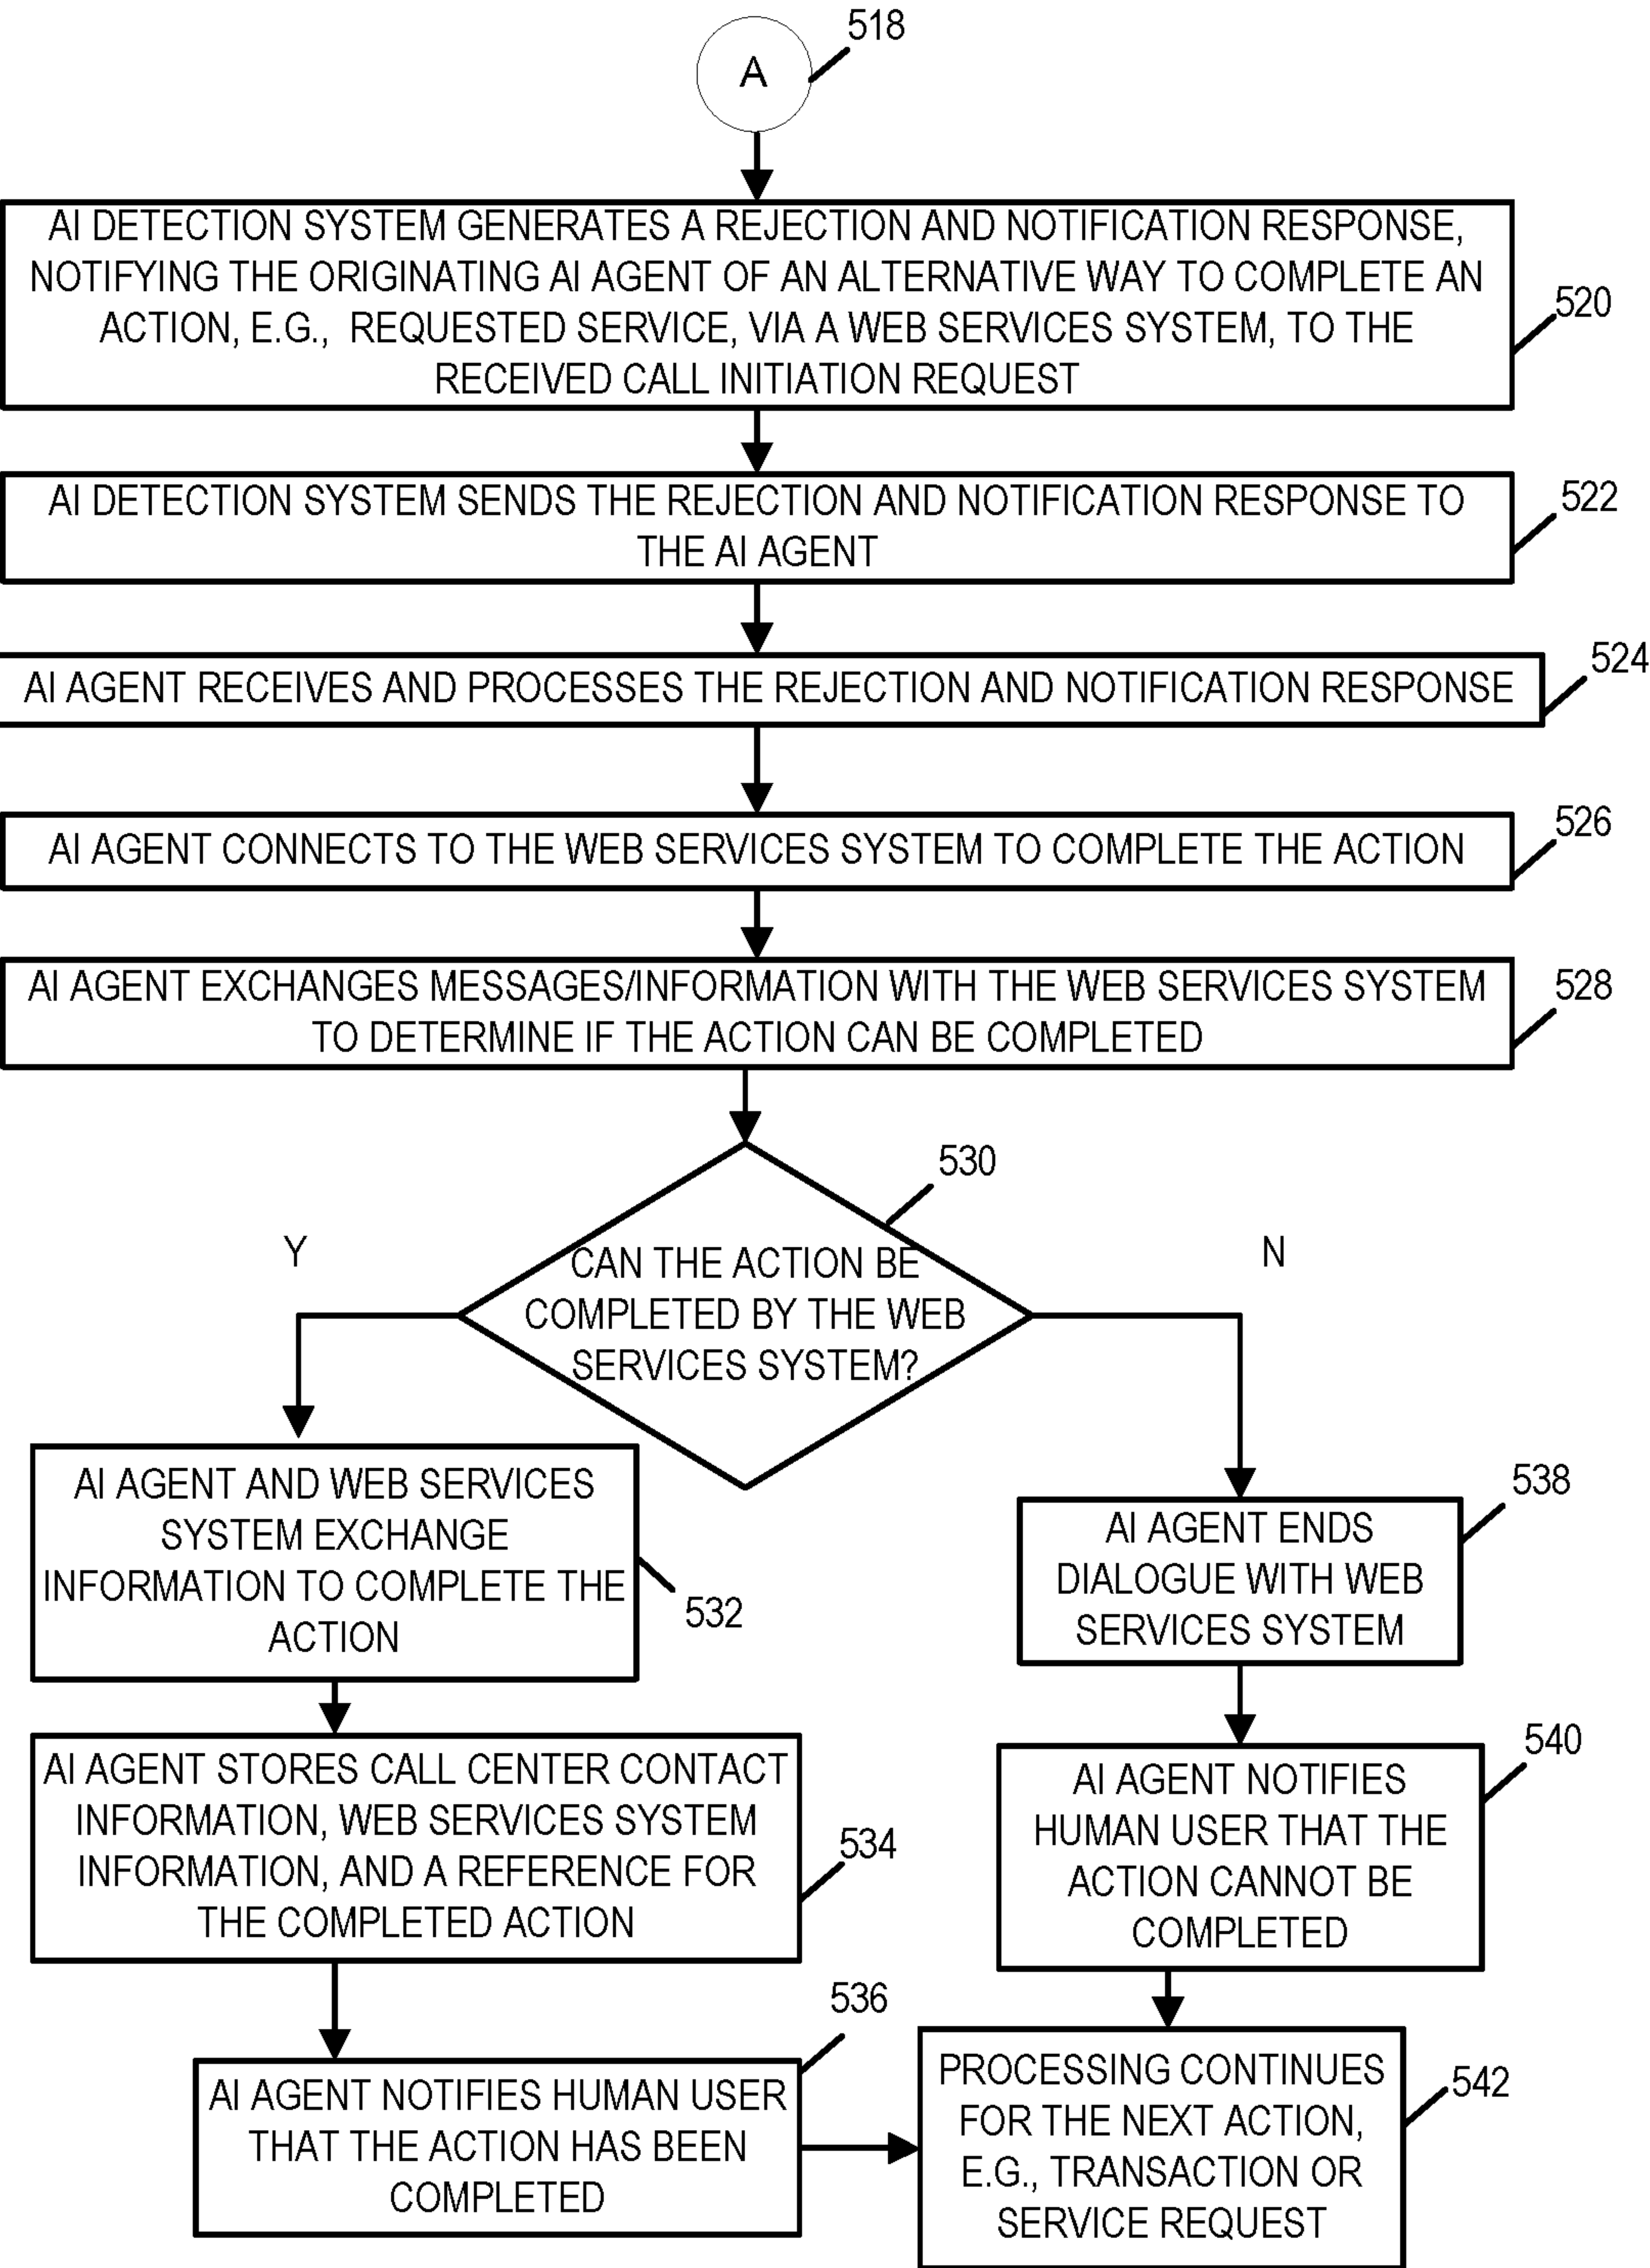 518
A
AI DETECTION SYSTEM GENERATES A REJECTION AND NOTIFICATION RESPONSE,
NOTIFYING THE ORIGINATING AI AGENT OF AN ALTERNATIVE WAY TO COMPLETE AN
ACTION, E.G., REQUESTED SERVICE, VIA A WEB SERVICES SYSTEM, TO THE
RECEIVED CALL INITIATION REQUEST
520
AI DETECTION SYSTEM SENDS THE REJECTION AND NOTIFICATION RESPONSE TO
THE AI AGENT
522
AI AGENT RECEIVES AND PROCESSES THE REJECTION AND NOTIFICATION RESPONSE
524
AI AGENT CONNECTS TO THE WEB SERVICES SYSTEM TO COMPLETE THE ACTION
526
AI AGENT EXCHANGES MESSAGES/INFORMATION WITH THE WEB SERVICES SYSTEM
TO DETERMINE IF THE ACTION CAN BE COMPLETED
528
530
Y
N
CAN THE ACTION BE
COMPLETED BY THE WEB
SERVICES SYSTEM?
AI AGENT AND WEB SERVICES
SYSTEM EXCHANGE
INFORMATION TO COMPLETE THE
ACTION
532
AI AGENT STORES CALL CENTER CONTACT
INFORMATION, WEB SERVICES SYSTEM
INFORMATION, AND A REFERENCE FOR
THE COMPLETED ACTION
534
AI AGENT NOTIFIES HUMAN USER
THAT THE ACTION HAS BEEN
COMPLETED
536
AI AGENT ENDS
DIALOGUE WITH WEB
SERVICES SYSTEM
538
AI AGENT NOTIFIES
HUMAN USER THAT THE
ACTION CANNOT BE
COMPLETED
540
PROCESSING CONTINUES
FOR THE NEXT ACTION,
E.G., TRANSACTION OR
SERVICE REQUEST
542